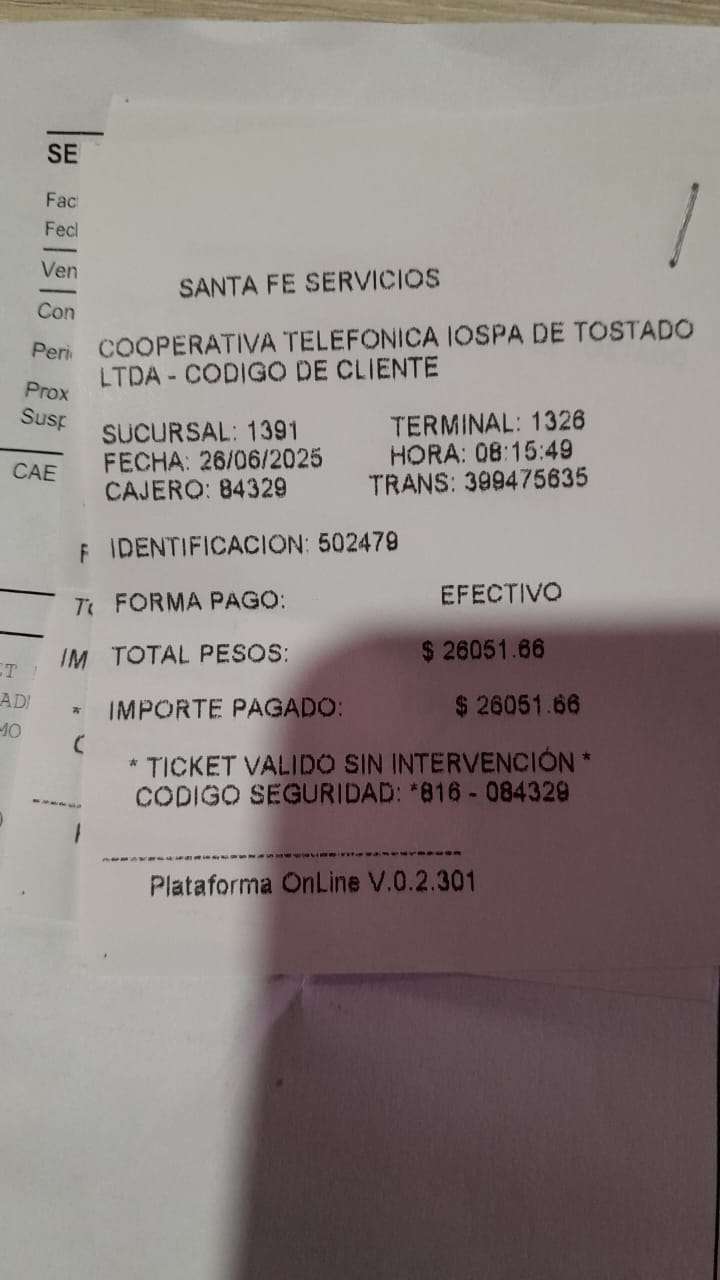 SE
Fac
Fecl
Ven
Con
Peri
Prox
Susp
CAE
SANTA FE SERVICIOS
COOPERATIVA TELEFONICA IOSPA DE TOSTADO
LTDA - CODIGO DE CLIENTE
SUCURSAL: 1391 TERMINAL: 1326
FECHA: 26/06/2025 HORA: 08:15:49
CAJERO: 84329 TRANS: 399475635
IDENTIFICACION: 502479
FORMA PAGO: EFECTIVO
TOTAL PESOS: $ 26051.66
IMPORTE PAGADO: $ 26051.66
* TICKET VALIDO SIN INTERVENCIÓN *
CODIGO SEGURIDAD: *816 - 084329
Plataforma OnLine V.0.2.301